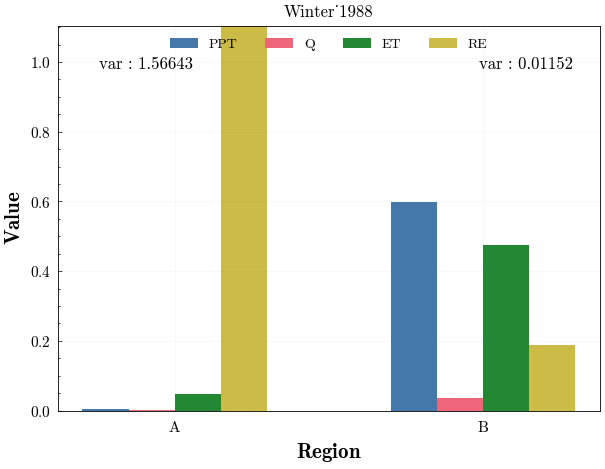 Winter˙1988
PPT Q ET RE
var : 1.56643 var : 0.01152
1.0
0.8
0.6
0.4
0.2
0.0
Value
A B
Region